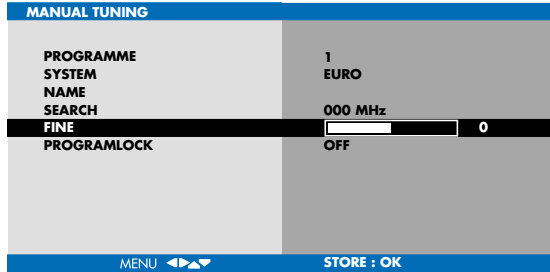 MANUAL TUNING
PROGRAMME 1
SYSTEM EURO
NAME
SEARCH 000 MHz
FINE 0
PROGRAMLOCK OFF
MENU STORE : OK